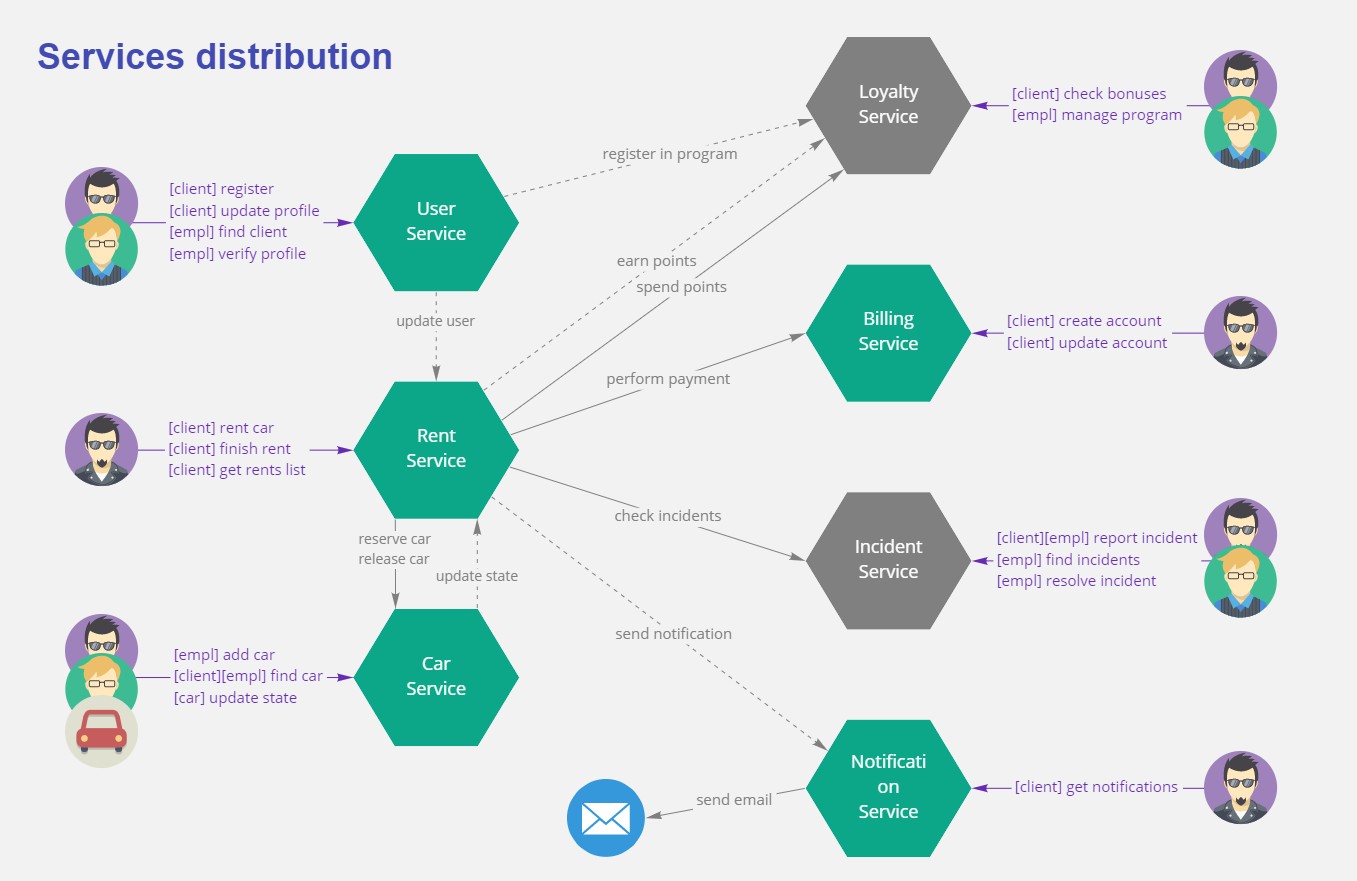 Services distribution
Loyalty
Service
[client] check bonuses
[empl] manage program
register in program
[client] register
[client] update profile
[empl] find client
[empl] verify profile
User
Service
earn points
spend points
update user
Billing
Service
[client] create account
[client] update account
perform payment
[client] rent car
[client] finish rent
[client] get rents list
Rent
Service
check incidents
reserve car
release car
update state
Incident
Service
[client][empl] report incident
[empl] find incidents
[empl] resolve incident
send notification
[empl] add car
[client][empl] find car
[car] update state
Car
Service
Notificati
on
Service
[client] get notifications
send email